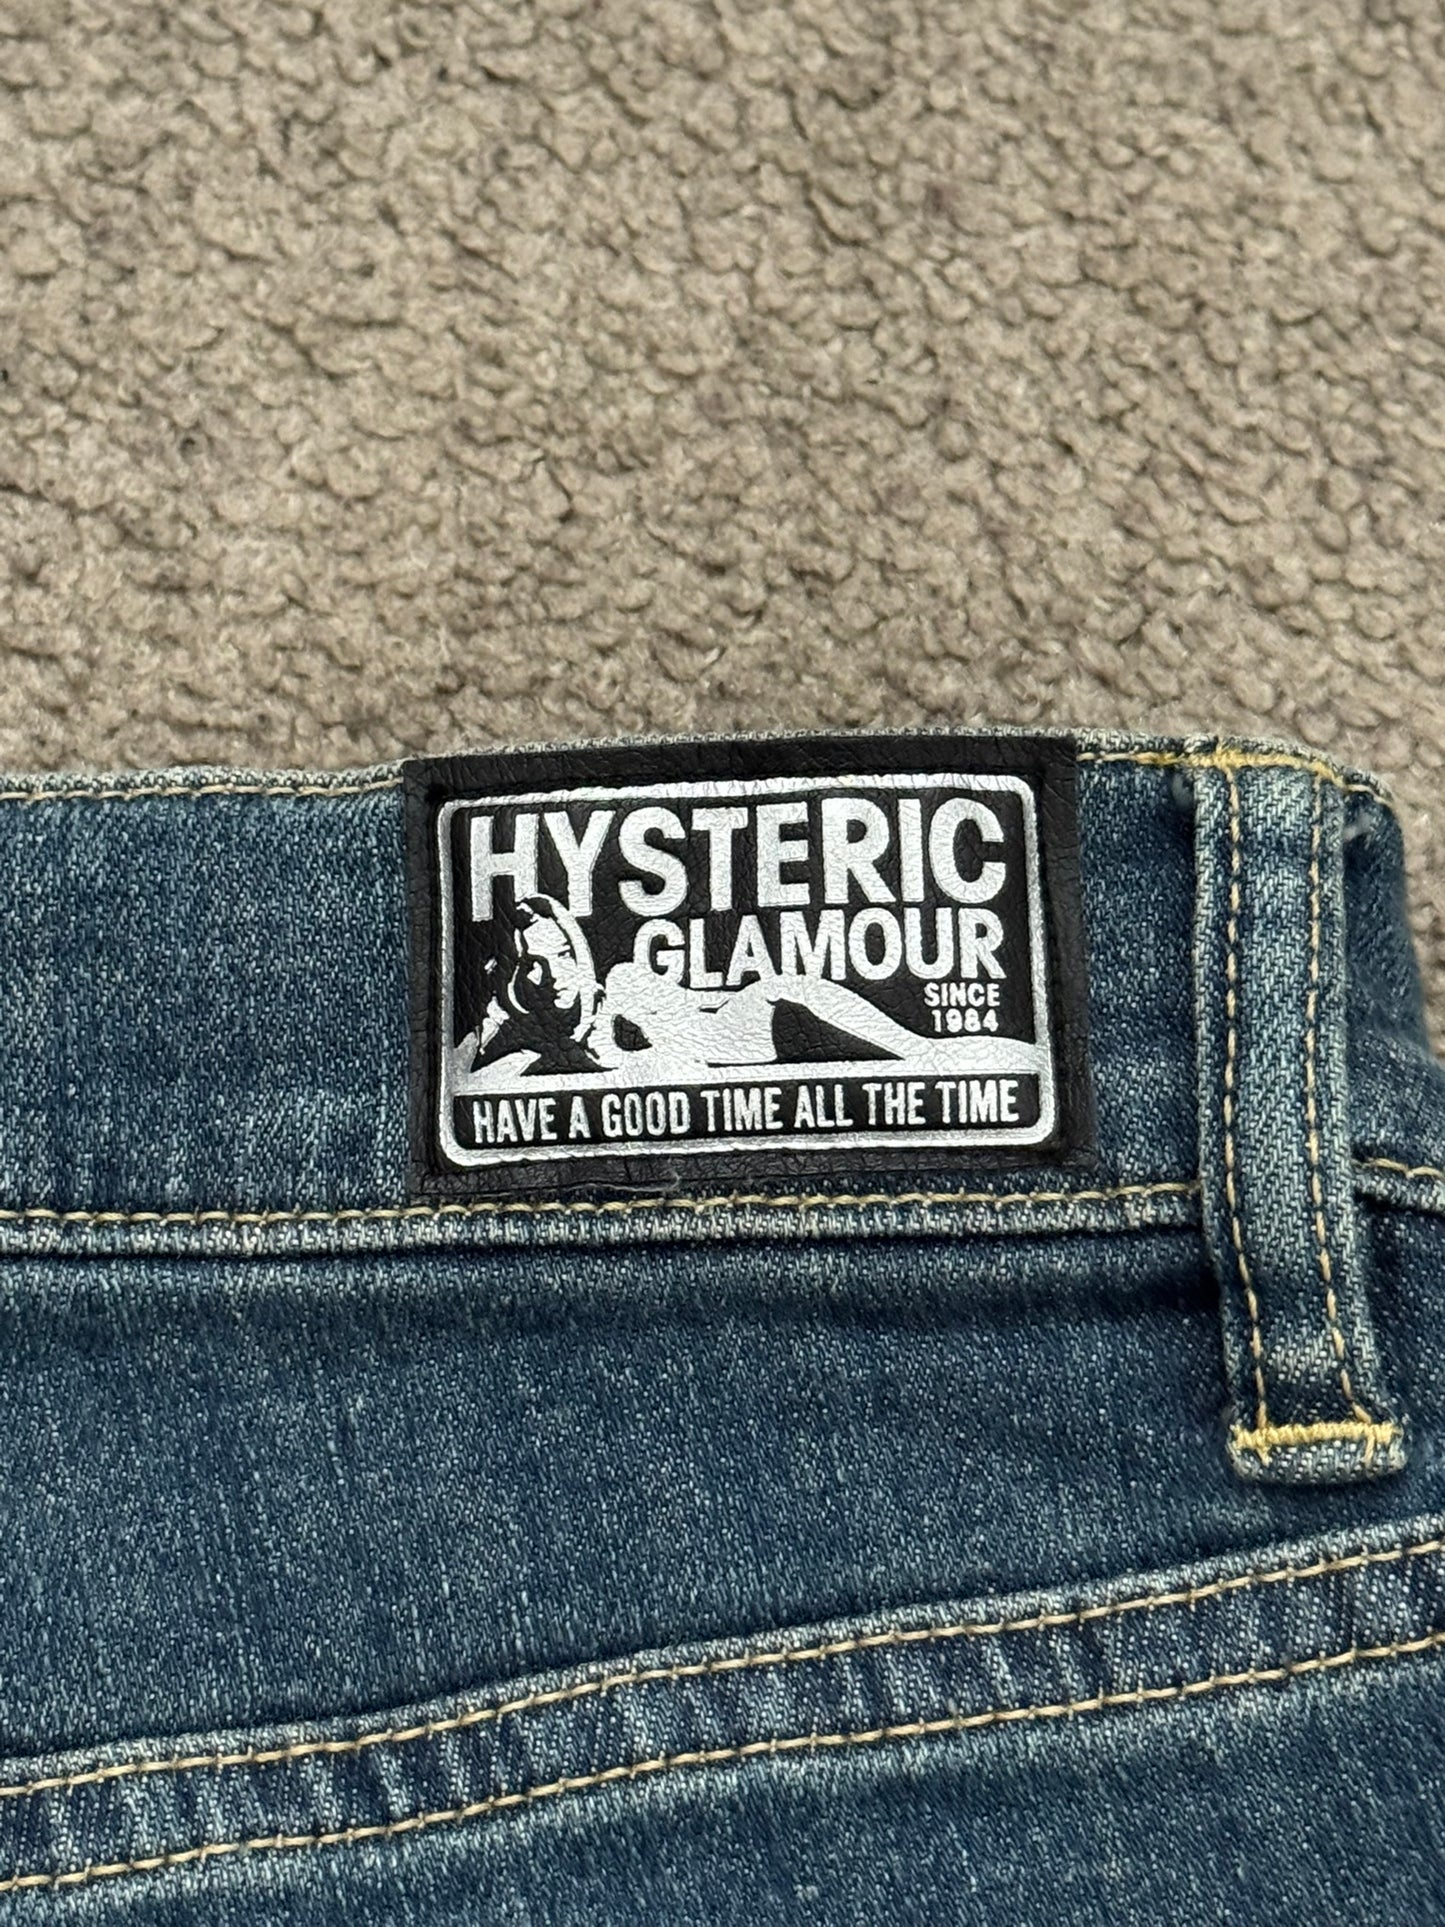 HYSTERIC
GLAMOUR
SINCE
1984
HAVE A GOOD TIME ALL THE TIME